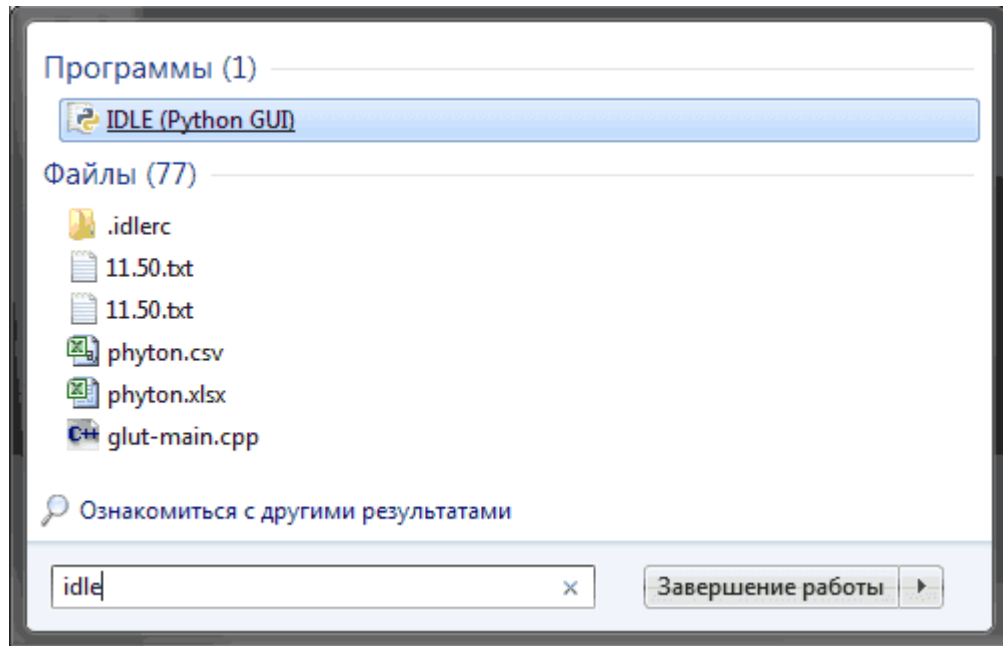 Программы (1)
IDLE (Python GUI)
Файлы (77)
.idlerc
11.50.txt
11.50.txt
phyton.csv
phyton.xlsx
C++ glut-main.cpp
Ознакомиться с другими результатами
idle
Завершение работы